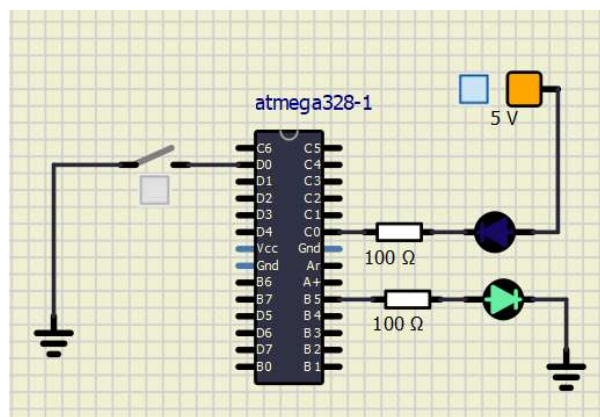 5 V
atmega328-1
C6 C5
D0 C4
D1 C3
D2 C2
D3 C1
D4 C0
Vcc Gnd
Gnd Ar
B6 A+
B7 B5
D5 B4
D6 B3
D7 B2
B0 B1
100 Ω
100 Ω